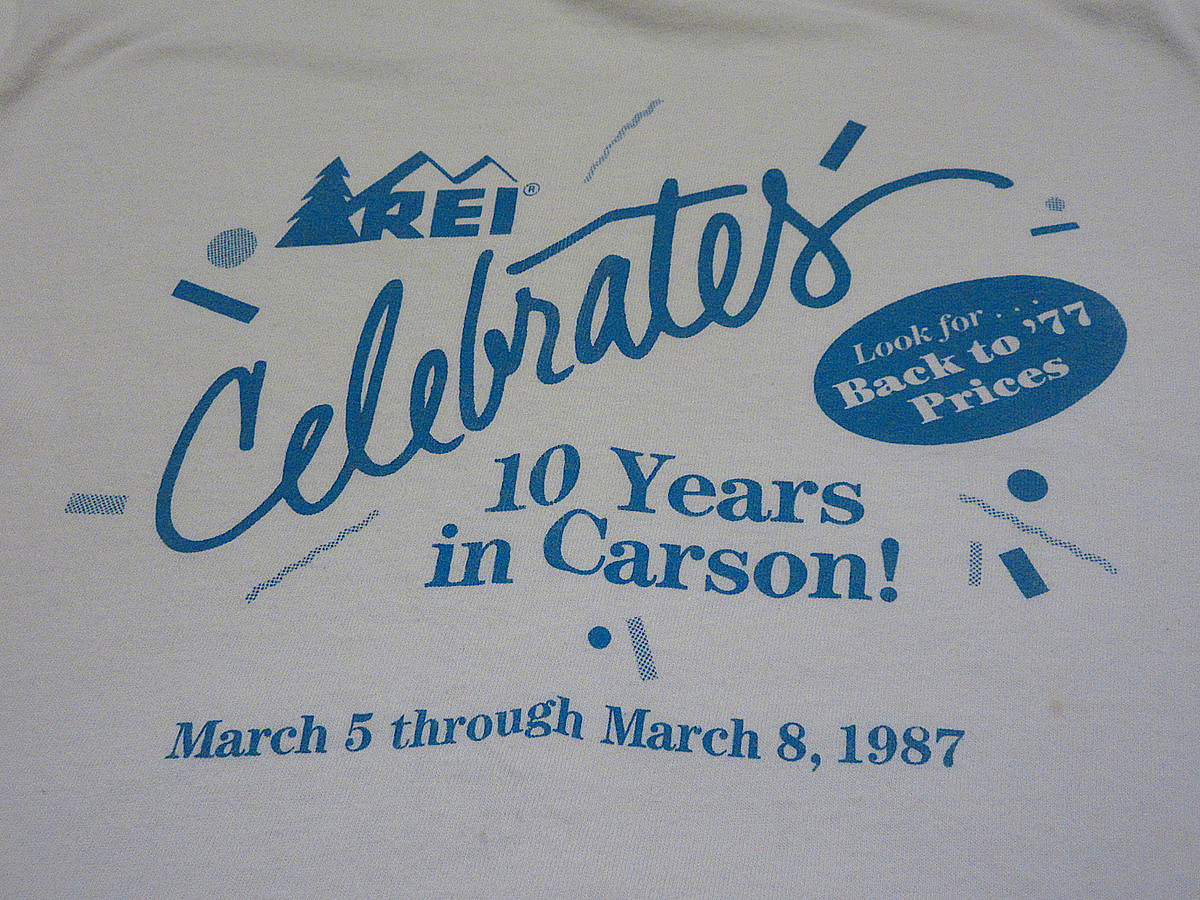 REI®
Celebrates
Look for . . .
Back to '77
Prices
10 Years
in Carson!
March 5 through March 8, 1987